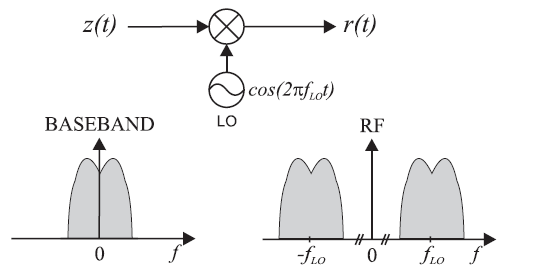 z(t) r(t)
cos(2πf_LO t)
LO
BASEBAND RF
0 f -f_LO 0 f_LO f